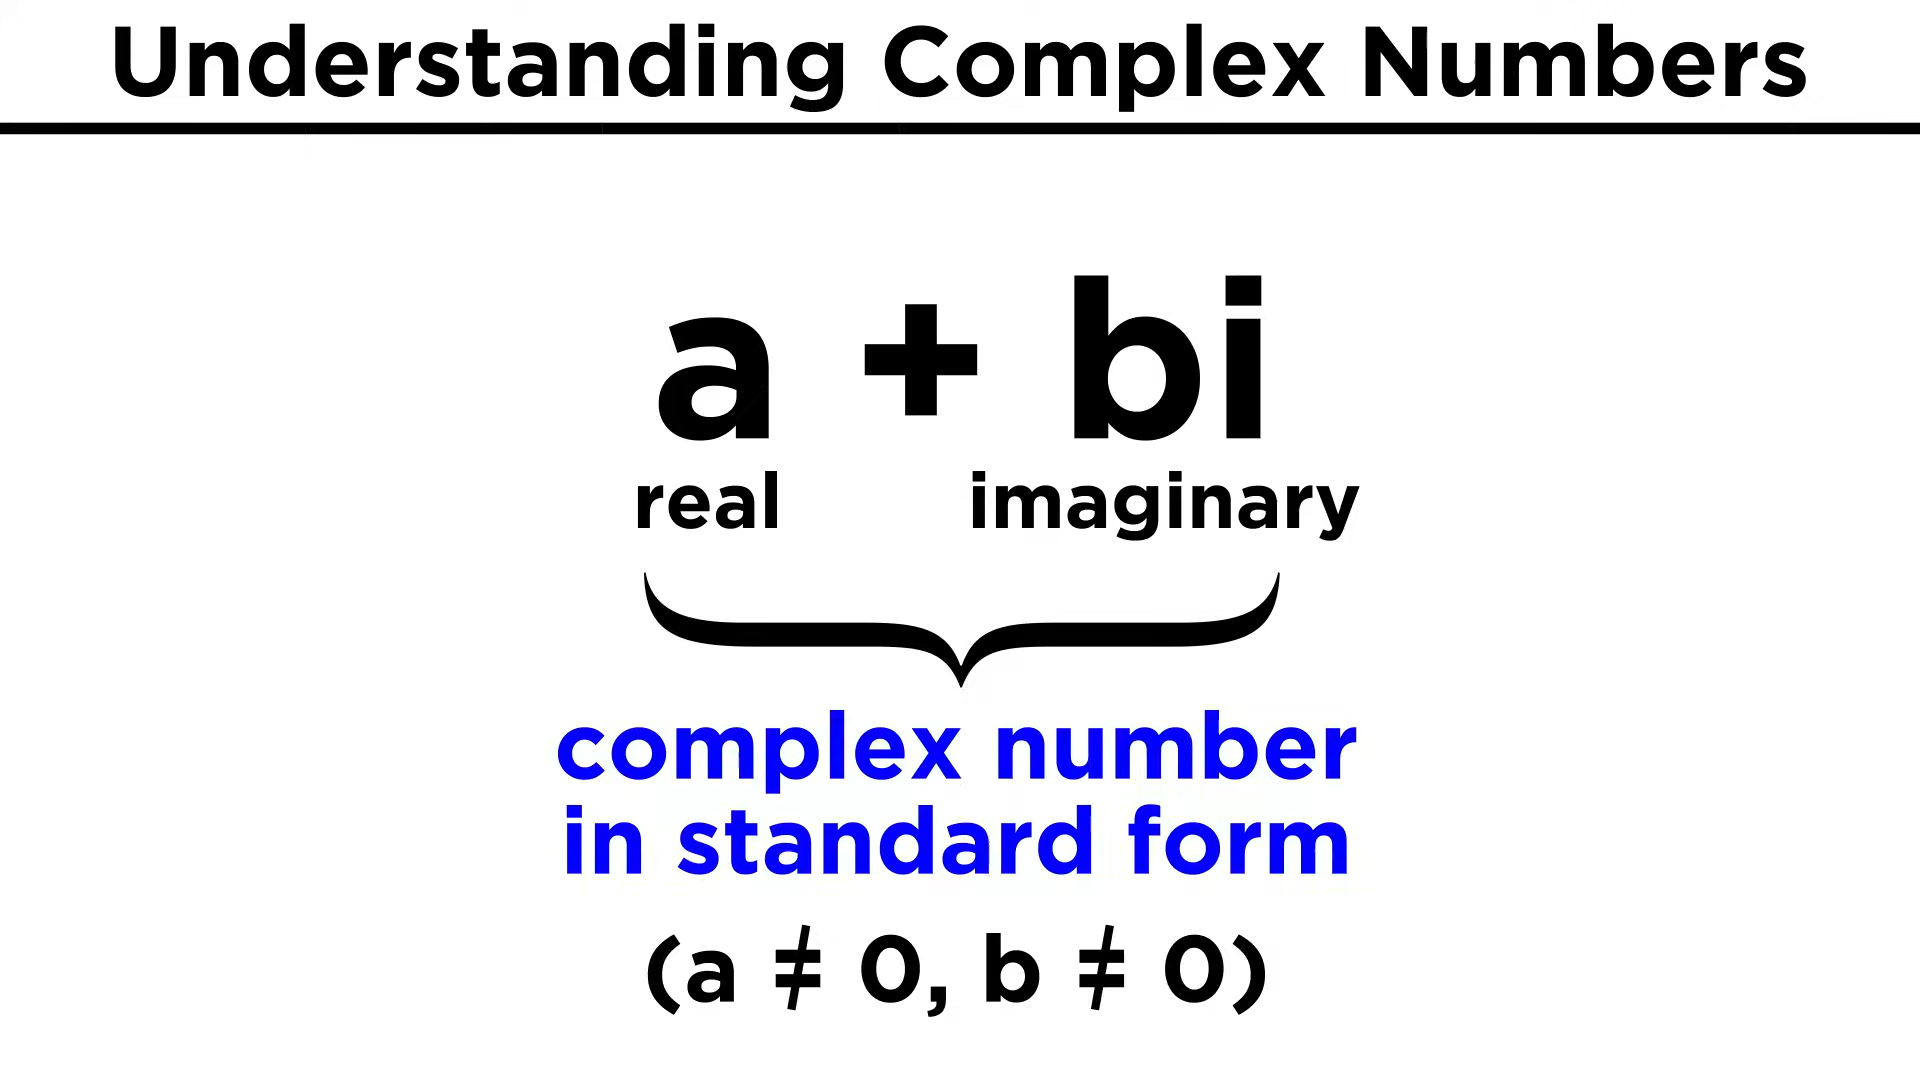 Understanding Complex Numbers
a + bi
real imaginary
complex number
in standard form
(a ≠ 0, b ≠ 0)